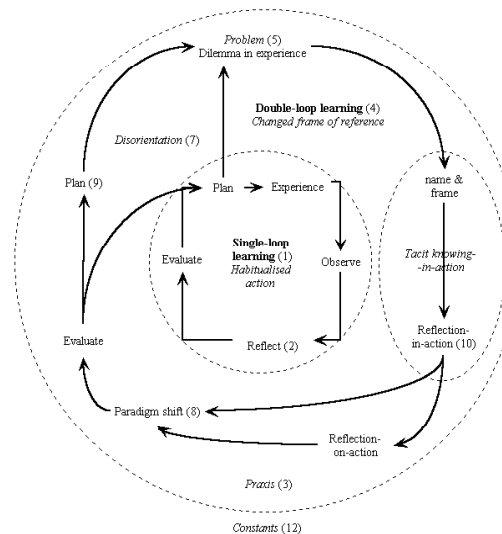 Problem (5)
Dilemma in experience
Double-loop learning (4)
Changed frame of reference
Disorientation (7)
Plan (9)
Plan
Experience
name &
frame
Single-loop
learning (1)
Habitualised
action
Evaluate
Observe
Tacit knowing-
-in-action
Evaluate
Reflect (2)
Reflection-
in-action (10)
Paradigm shift (8)
Reflection-
on-action
Praxis (3)
Constants (12)